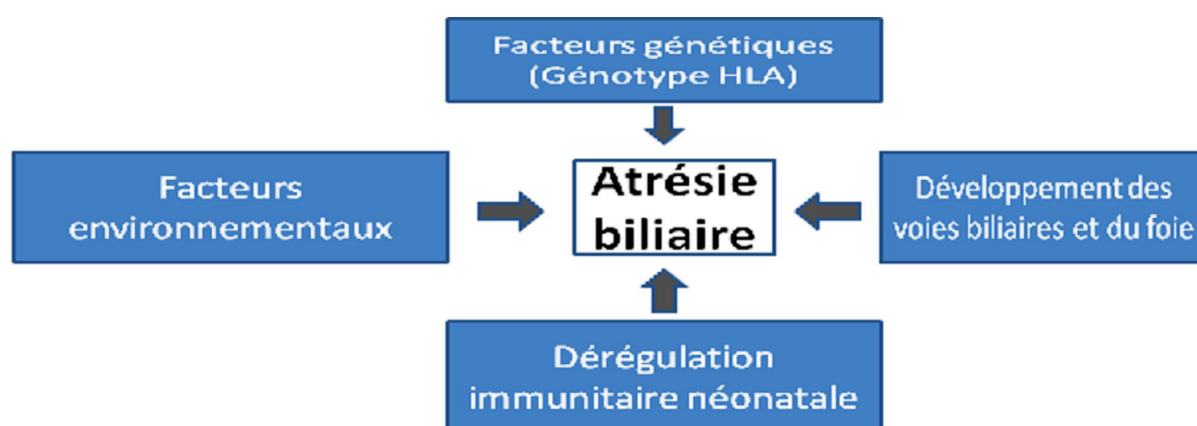 Facteurs génétiques
(Génotype HLA)
Facteurs
environnementaux
Atrésie
biliaire
Développement des
voies biliaires et du foie
Dérégulation
immunitaire néonatale